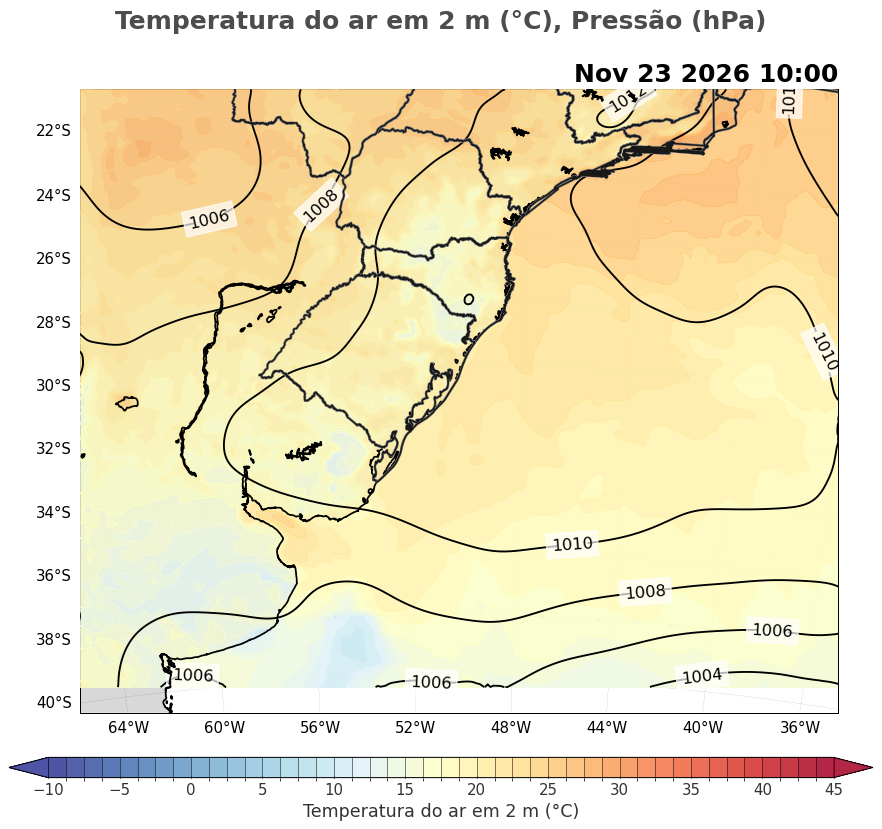 Temperatura do ar em 2 m (°C), Pressão (hPa)
Nov 23 2026 10:00
1012
101
22°S
24°S
1008
1006
26°S
28°S
1010
30°S
32°S
34°S
1010
36°S
1008
1006
38°S
1006
1006
1004
40°S
64°W 60°W 56°W 52°W 48°W 44°W 40°W 36°W
−10 −5 0 5 10 15 20 25 30 35 40 45
Temperatura do ar em 2 m (°C)